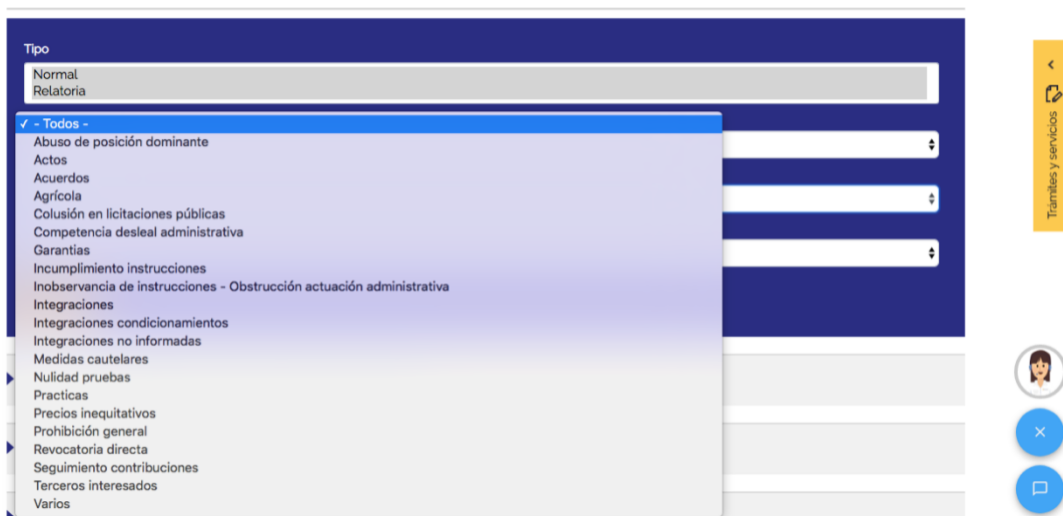 Tipo
Normal
Relatoria
✓ - Todos -
Abuso de posición dominante
Actos
Acuerdos
Agrícola
Colusión en licitaciones públicas
Competencia desleal administrativa
Garantias
Incumplimiento instrucciones
Inobservancia de instrucciones - Obstrucción actuación administrativa
Integraciones
Integraciones condicionamientos
Integraciones no informadas
Medidas cautelares
Nulidad pruebas
Practicas
Precios inequitativos
Prohibición general
Revocatoria directa
Seguimiento contribuciones
Terceros interesados
Varios
Trámites y servicios